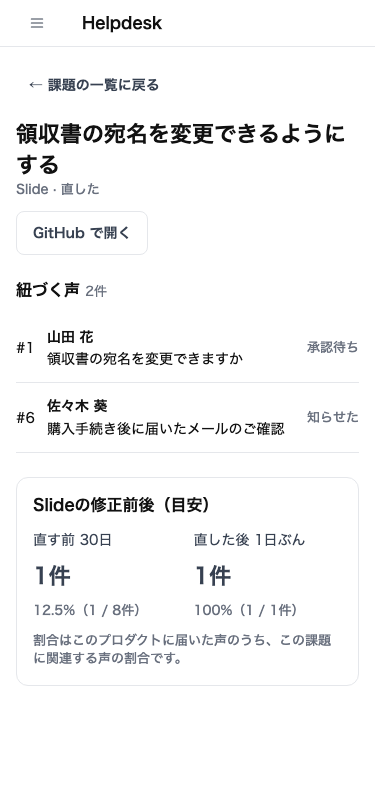 Helpdesk
← 課題の一覧に戻る
領収書の宛名を変更できるように
する
Slide · 直した
GitHub で開く
紐づく声 2件
#1
山田 花
領収書の宛名を変更できますか
承認待ち
#6
佐々木 葵
購入手続き後に届いたメールのご確認
知らせた
Slideの修正前後（目安）
直す前 30日
直した後 1日ぶん
1件
1件
12.5%（1 / 8件）
100%（1 / 1件）
割合はこのプロダクトに届いた声のうち、この課題
に関連する声の割合です。